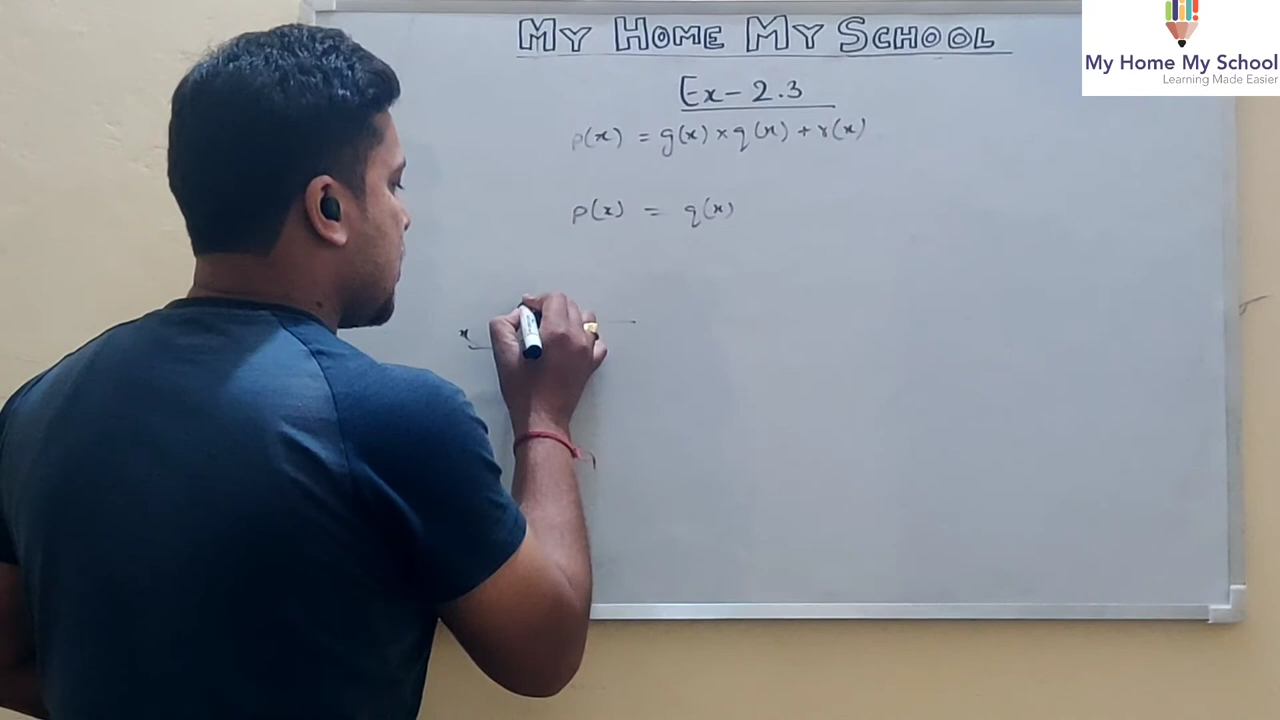 MY HOME MY SCHOOL
My Home My School
Learning Made Easier
Ex-2.3
p(x) = g(x) × q(x) + r(x)
p(x) = q(x)
x